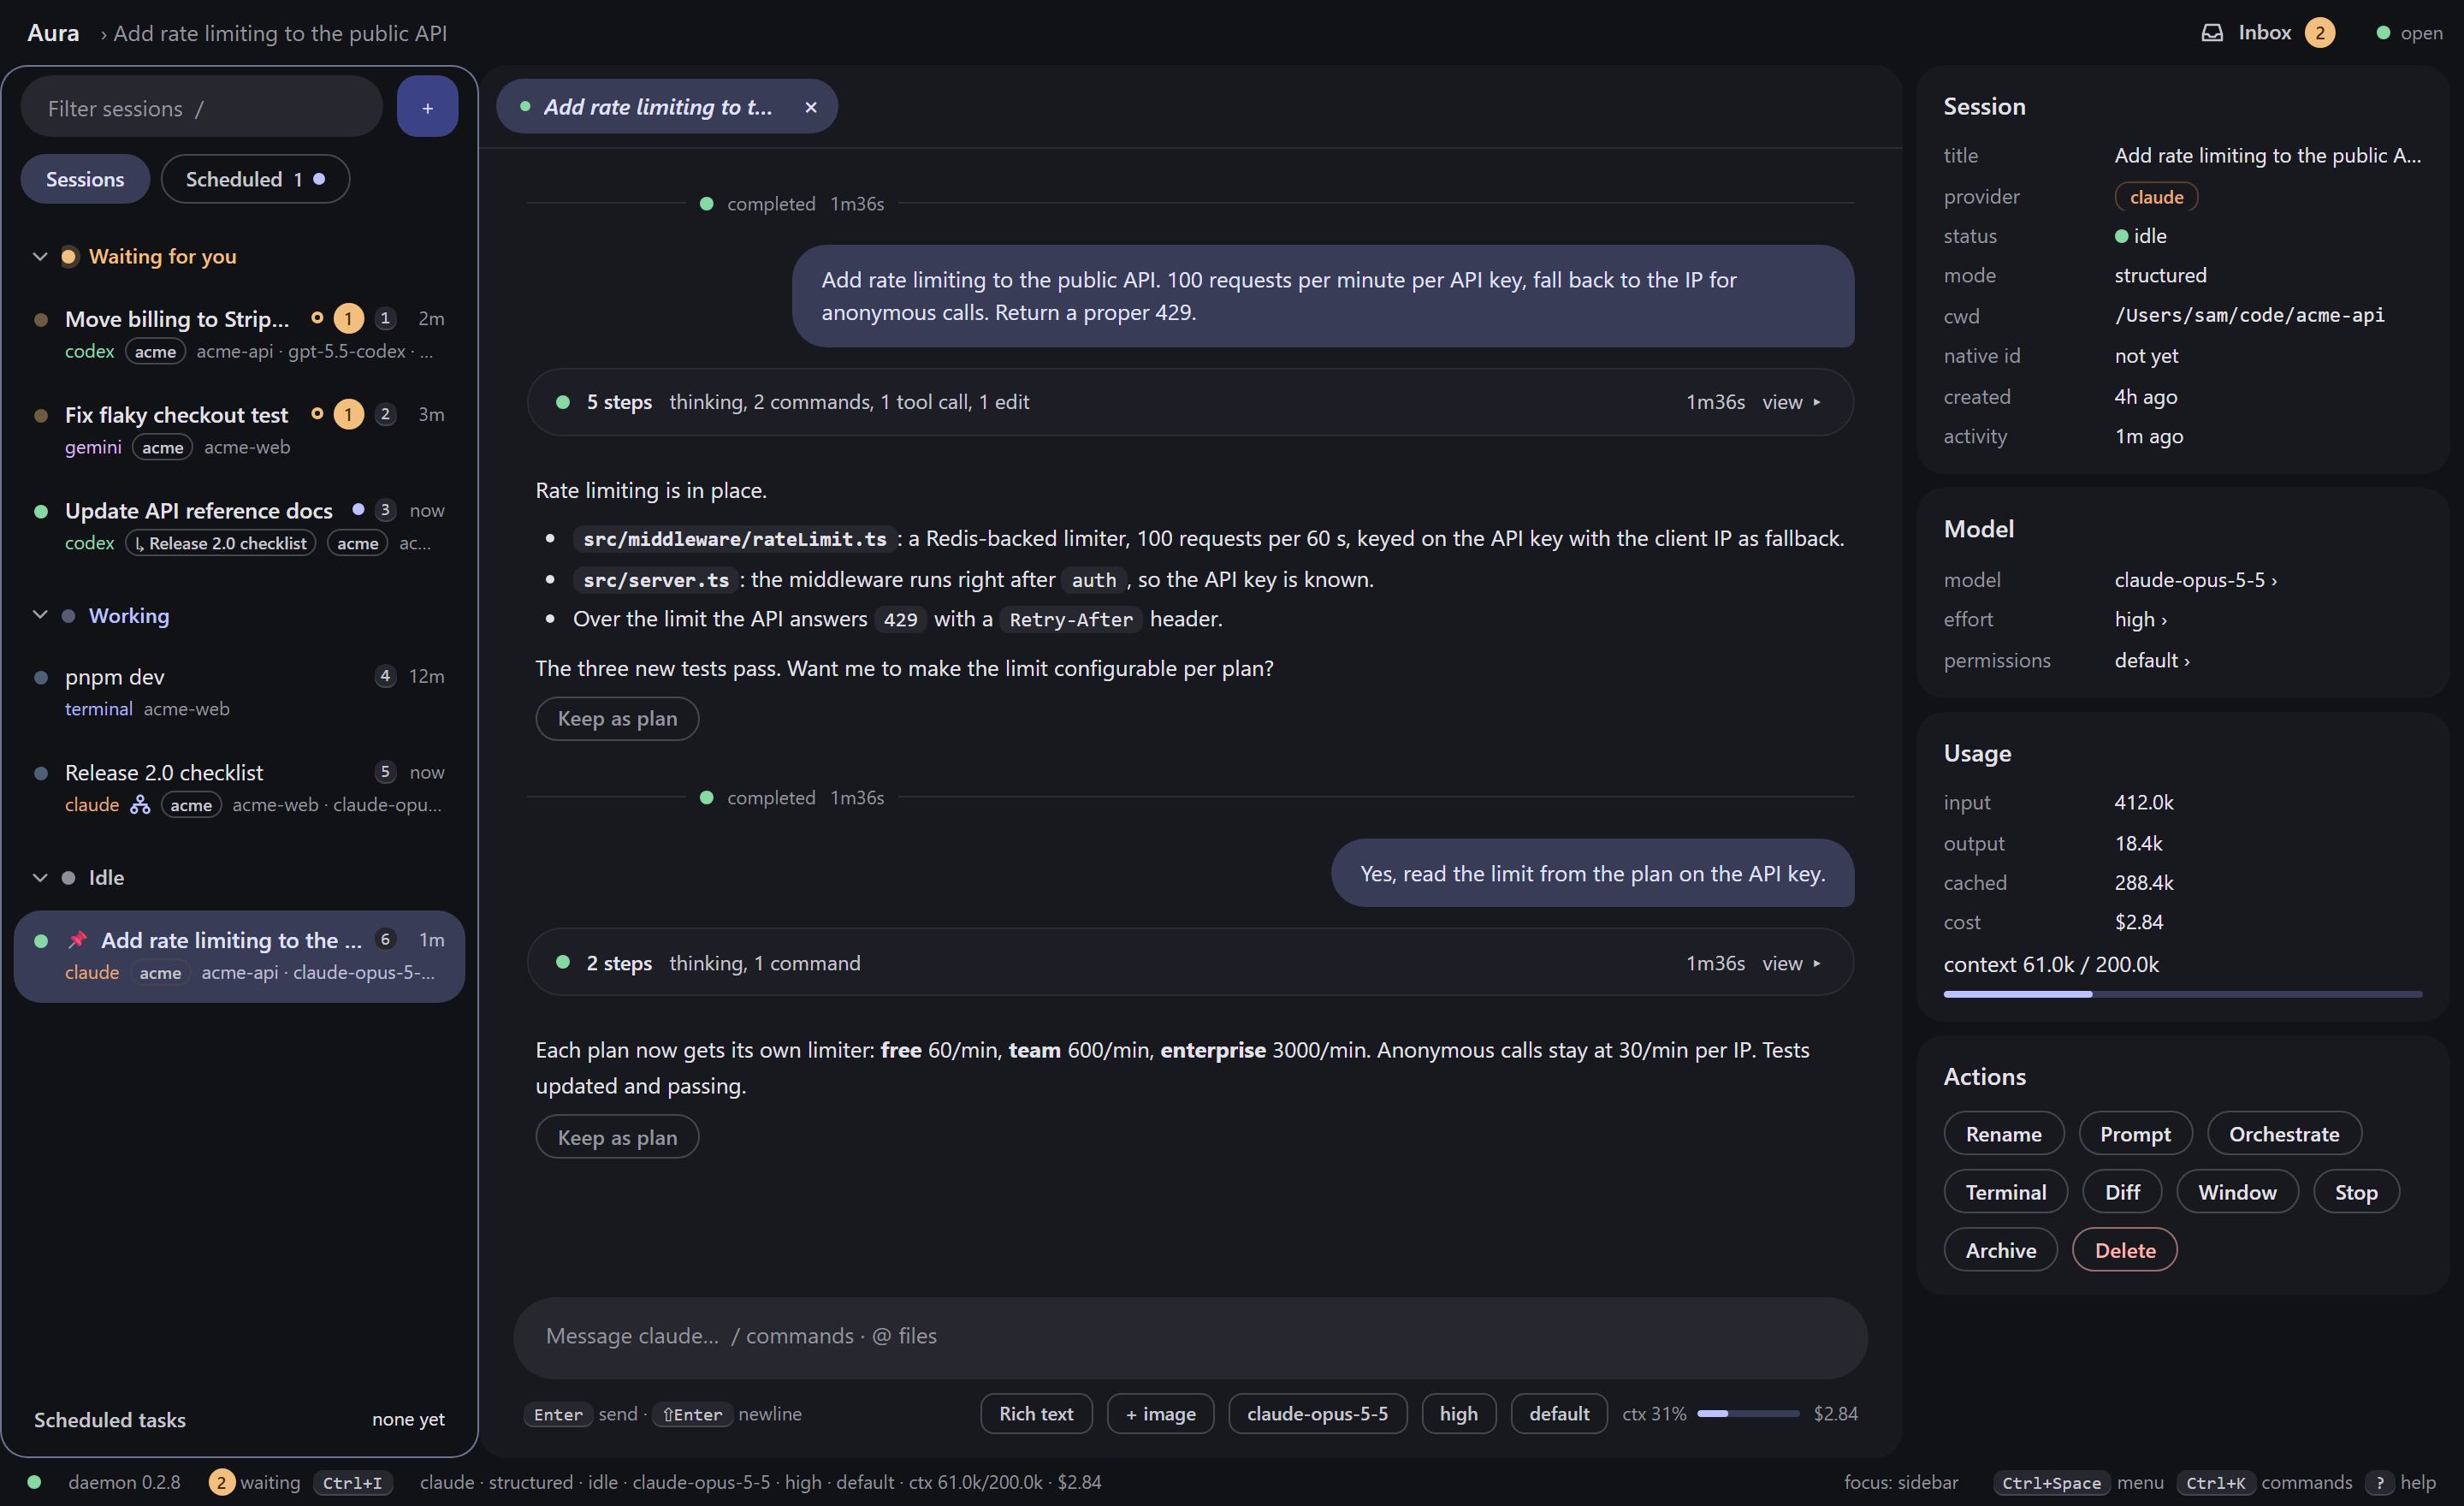 Aura › Add rate limiting to the public API
Inbox 2 open
Filter sessions /
+
Sessions
Scheduled 1
Waiting for you
Move billing to Strip... 1 1 2m
codex acme acme-api · gpt-5.5-codex · ...
Fix flaky checkout test 1 2 3m
gemini acme acme-web
Update API reference docs 3 now
codex Release 2.0 checklist acme ac...
Working
pnpm dev 4 12m
terminal acme-web
Release 2.0 checklist 5 now
claude acme acme-web · claude-opu...
Idle
Add rate limiting to the ... 6 1m
claude acme acme-api · claude-opus-5-...
Scheduled tasks none yet
Add rate limiting to t... ×
completed 1m36s
Add rate limiting to the public API. 100 requests per minute per API key, fall back to the IP for
anonymous calls. Return a proper 429.
5 steps thinking, 2 commands, 1 tool call, 1 edit 1m36s view ▸
Rate limiting is in place.
• src/middleware/rateLimit.ts : a Redis-backed limiter, 100 requests per 60 s, keyed on the API key with the client IP as fallback.
• src/server.ts : the middleware runs right after auth , so the API key is known.
• Over the limit the API answers 429 with a Retry-After header.
The three new tests pass. Want me to make the limit configurable per plan?
Keep as plan
completed 1m36s
Yes, read the limit from the plan on the API key.
2 steps thinking, 1 command 1m36s view ▸
Each plan now gets its own limiter: free 60/min, team 600/min, enterprise 3000/min. Anonymous calls stay at 30/min per IP. Tests
updated and passing.
Keep as plan
Message claude... / commands · @ files
Enter send · ⇧Enter newline
Rich text + image claude-opus-5-5 high default ctx 31% $2.84
Session
title Add rate limiting to the public A...
provider claude
status idle
mode structured
cwd /Users/sam/code/acme-api
native id not yet
created 4h ago
activity 1m ago
Model
model claude-opus-5-5 ›
effort high ›
permissions default ›
Usage
input 412.0k
output 18.4k
cached 288.4k
cost $2.84
context 61.0k / 200.0k
Actions
Rename Prompt Orchestrate
Terminal Diff Window Stop
Archive Delete
daemon 0.2.8 2 waiting Ctrl+I claude · structured · idle · claude-opus-5-5 · high · default · ctx 61.0k/200.0k · $2.84
focus: sidebar Ctrl+Space menu Ctrl+K commands ? help